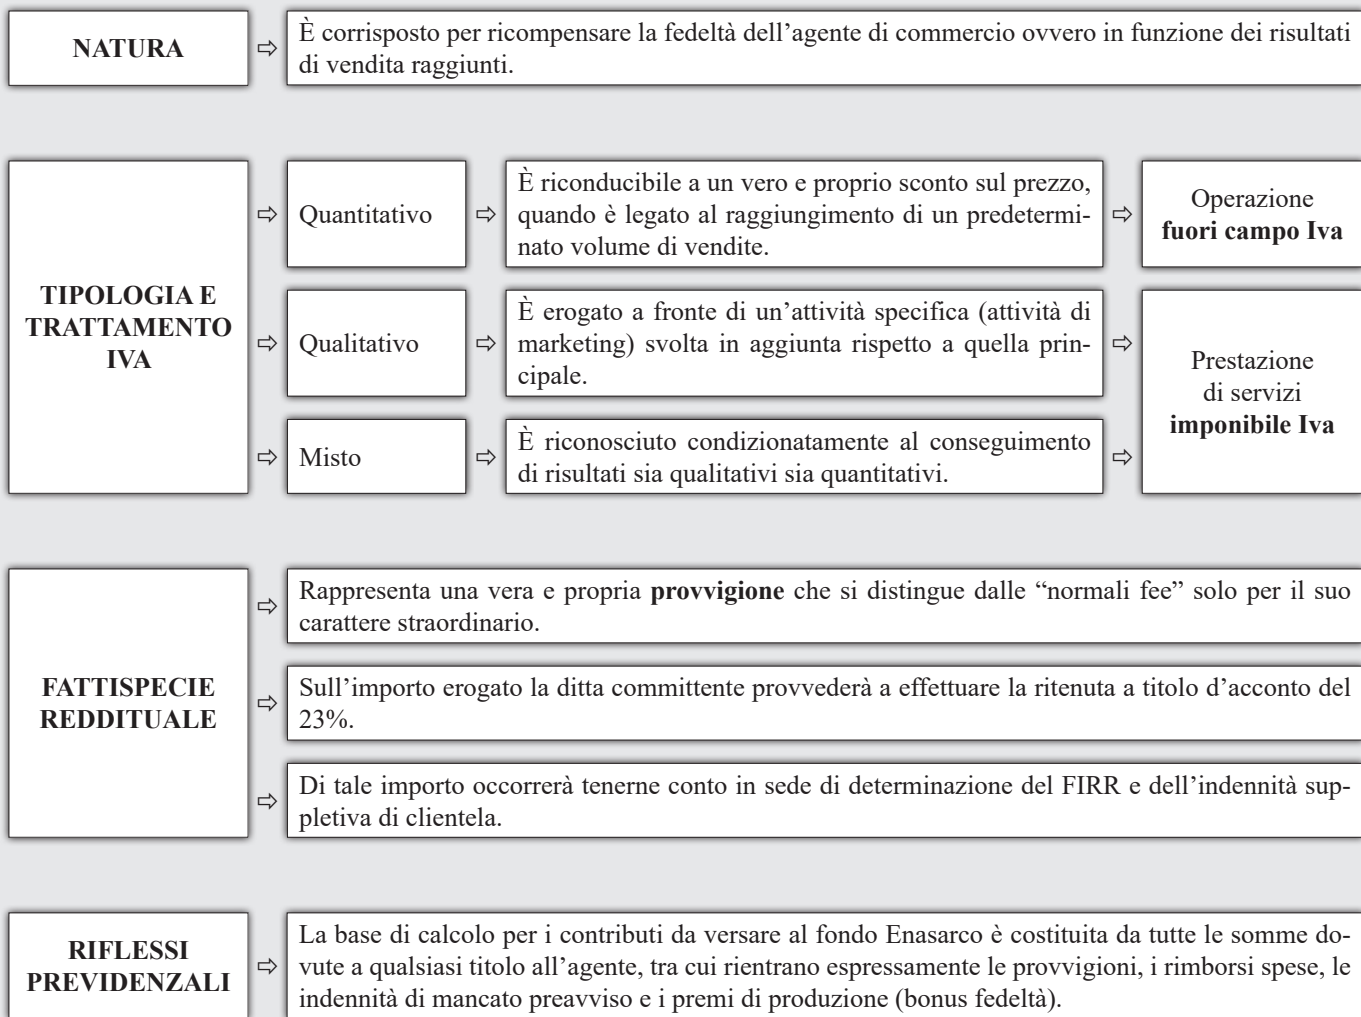 NATURA
⇨
È corrisposto per ricompensare la fedeltà dell’agente di commercio ovvero in funzione dei risultati
di vendita raggiunti.
TIPOLOGIA E
TRATTAMENTO
IVA
⇨
Quantitativo
⇨
È riconducibile a un vero e proprio sconto sul prezzo,
quando è legato al raggiungimento di un predetermi-
nato volume di vendite.
⇨
Operazione
fuori campo Iva
⇨
Qualitativo
⇨
È erogato a fronte di un’attività specifica (attività di
marketing) svolta in aggiunta rispetto a quella prin-
cipale.
⇨
⇨
Misto
⇨
È riconosciuto condizionatamente al conseguimento
di risultati sia qualitativi sia quantitativi.
⇨
Prestazione
di servizi
imponibile Iva
FATTISPECIE
REDDITUALE
⇨
Rappresenta una vera e propria provvigione che si distingue dalle “normali fee” solo per il suo
carattere straordinario.
⇨
Sull’importo erogato la ditta committente provvederà a effettuare la ritenuta a titolo d’acconto del
23%.
⇨
Di tale importo occorrerà tenerne conto in sede di determinazione del FIRR e dell’indennità sup-
pletiva di clientela.
RIFLESSI
PREVIDENZALI
⇨
La base di calcolo per i contributi da versare al fondo Enasarco è costituita da tutte le somme do-
vute a qualsiasi titolo all’agente, tra cui rientrano espressamente le provvigioni, i rimborsi spese, le
indennità di mancato preavviso e i premi di produzione (bonus fedeltà).